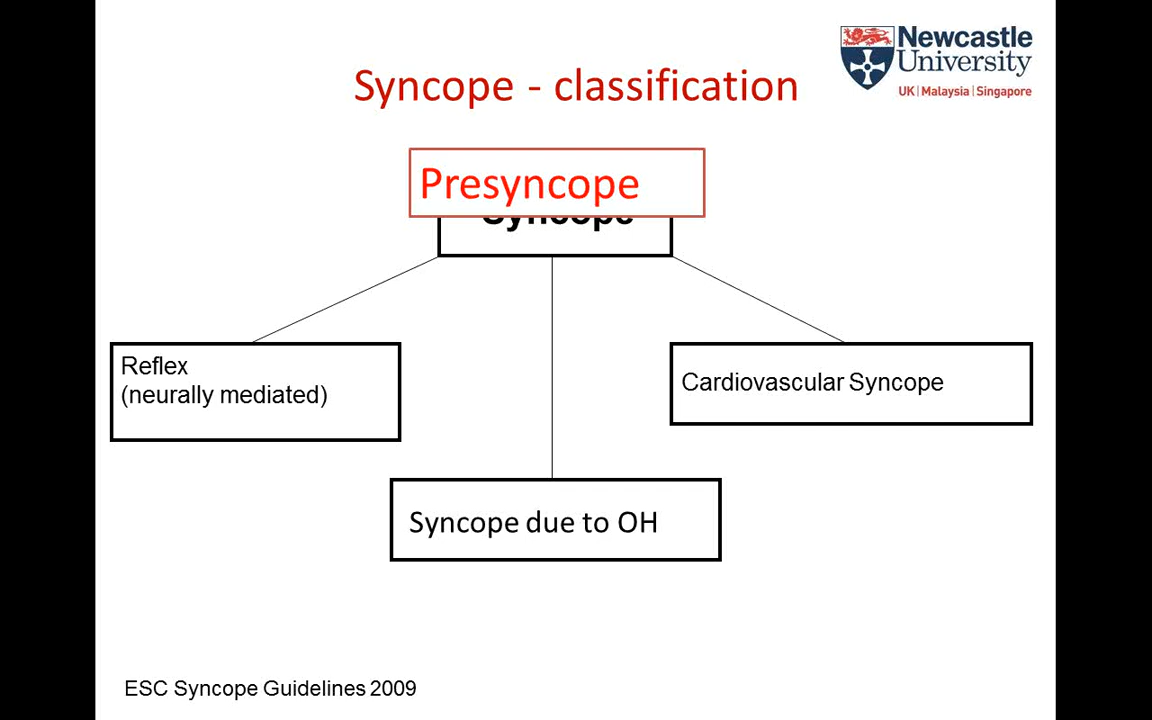 Newcastle
University
UK | Malaysia | Singapore
Syncope - classification
Presyncope
Syncope
Reflex
(neurally mediated)
Cardiovascular Syncope
Syncope due to OH
ESC Syncope Guidelines 2009